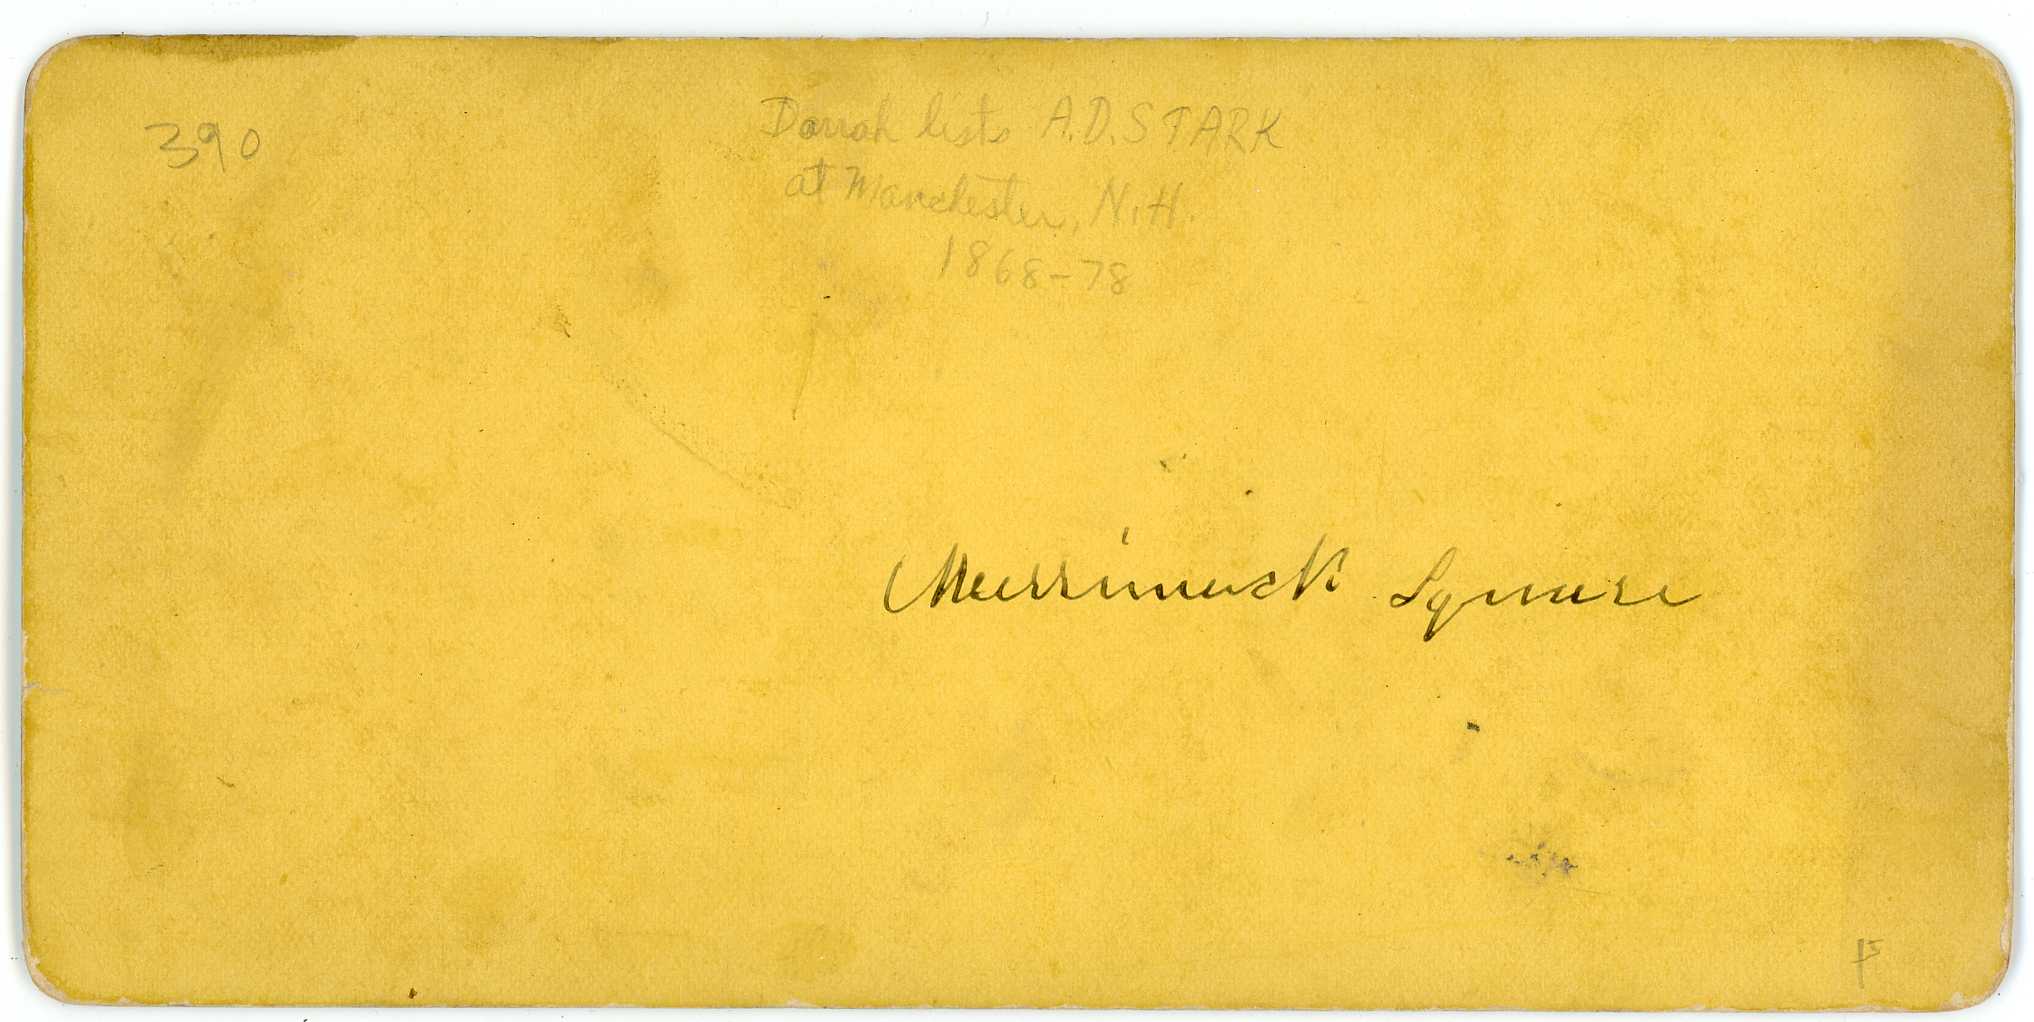 390
Darrah lists A.D. STARK
at Manchester, N.H.
1868-78
Merrimack Square